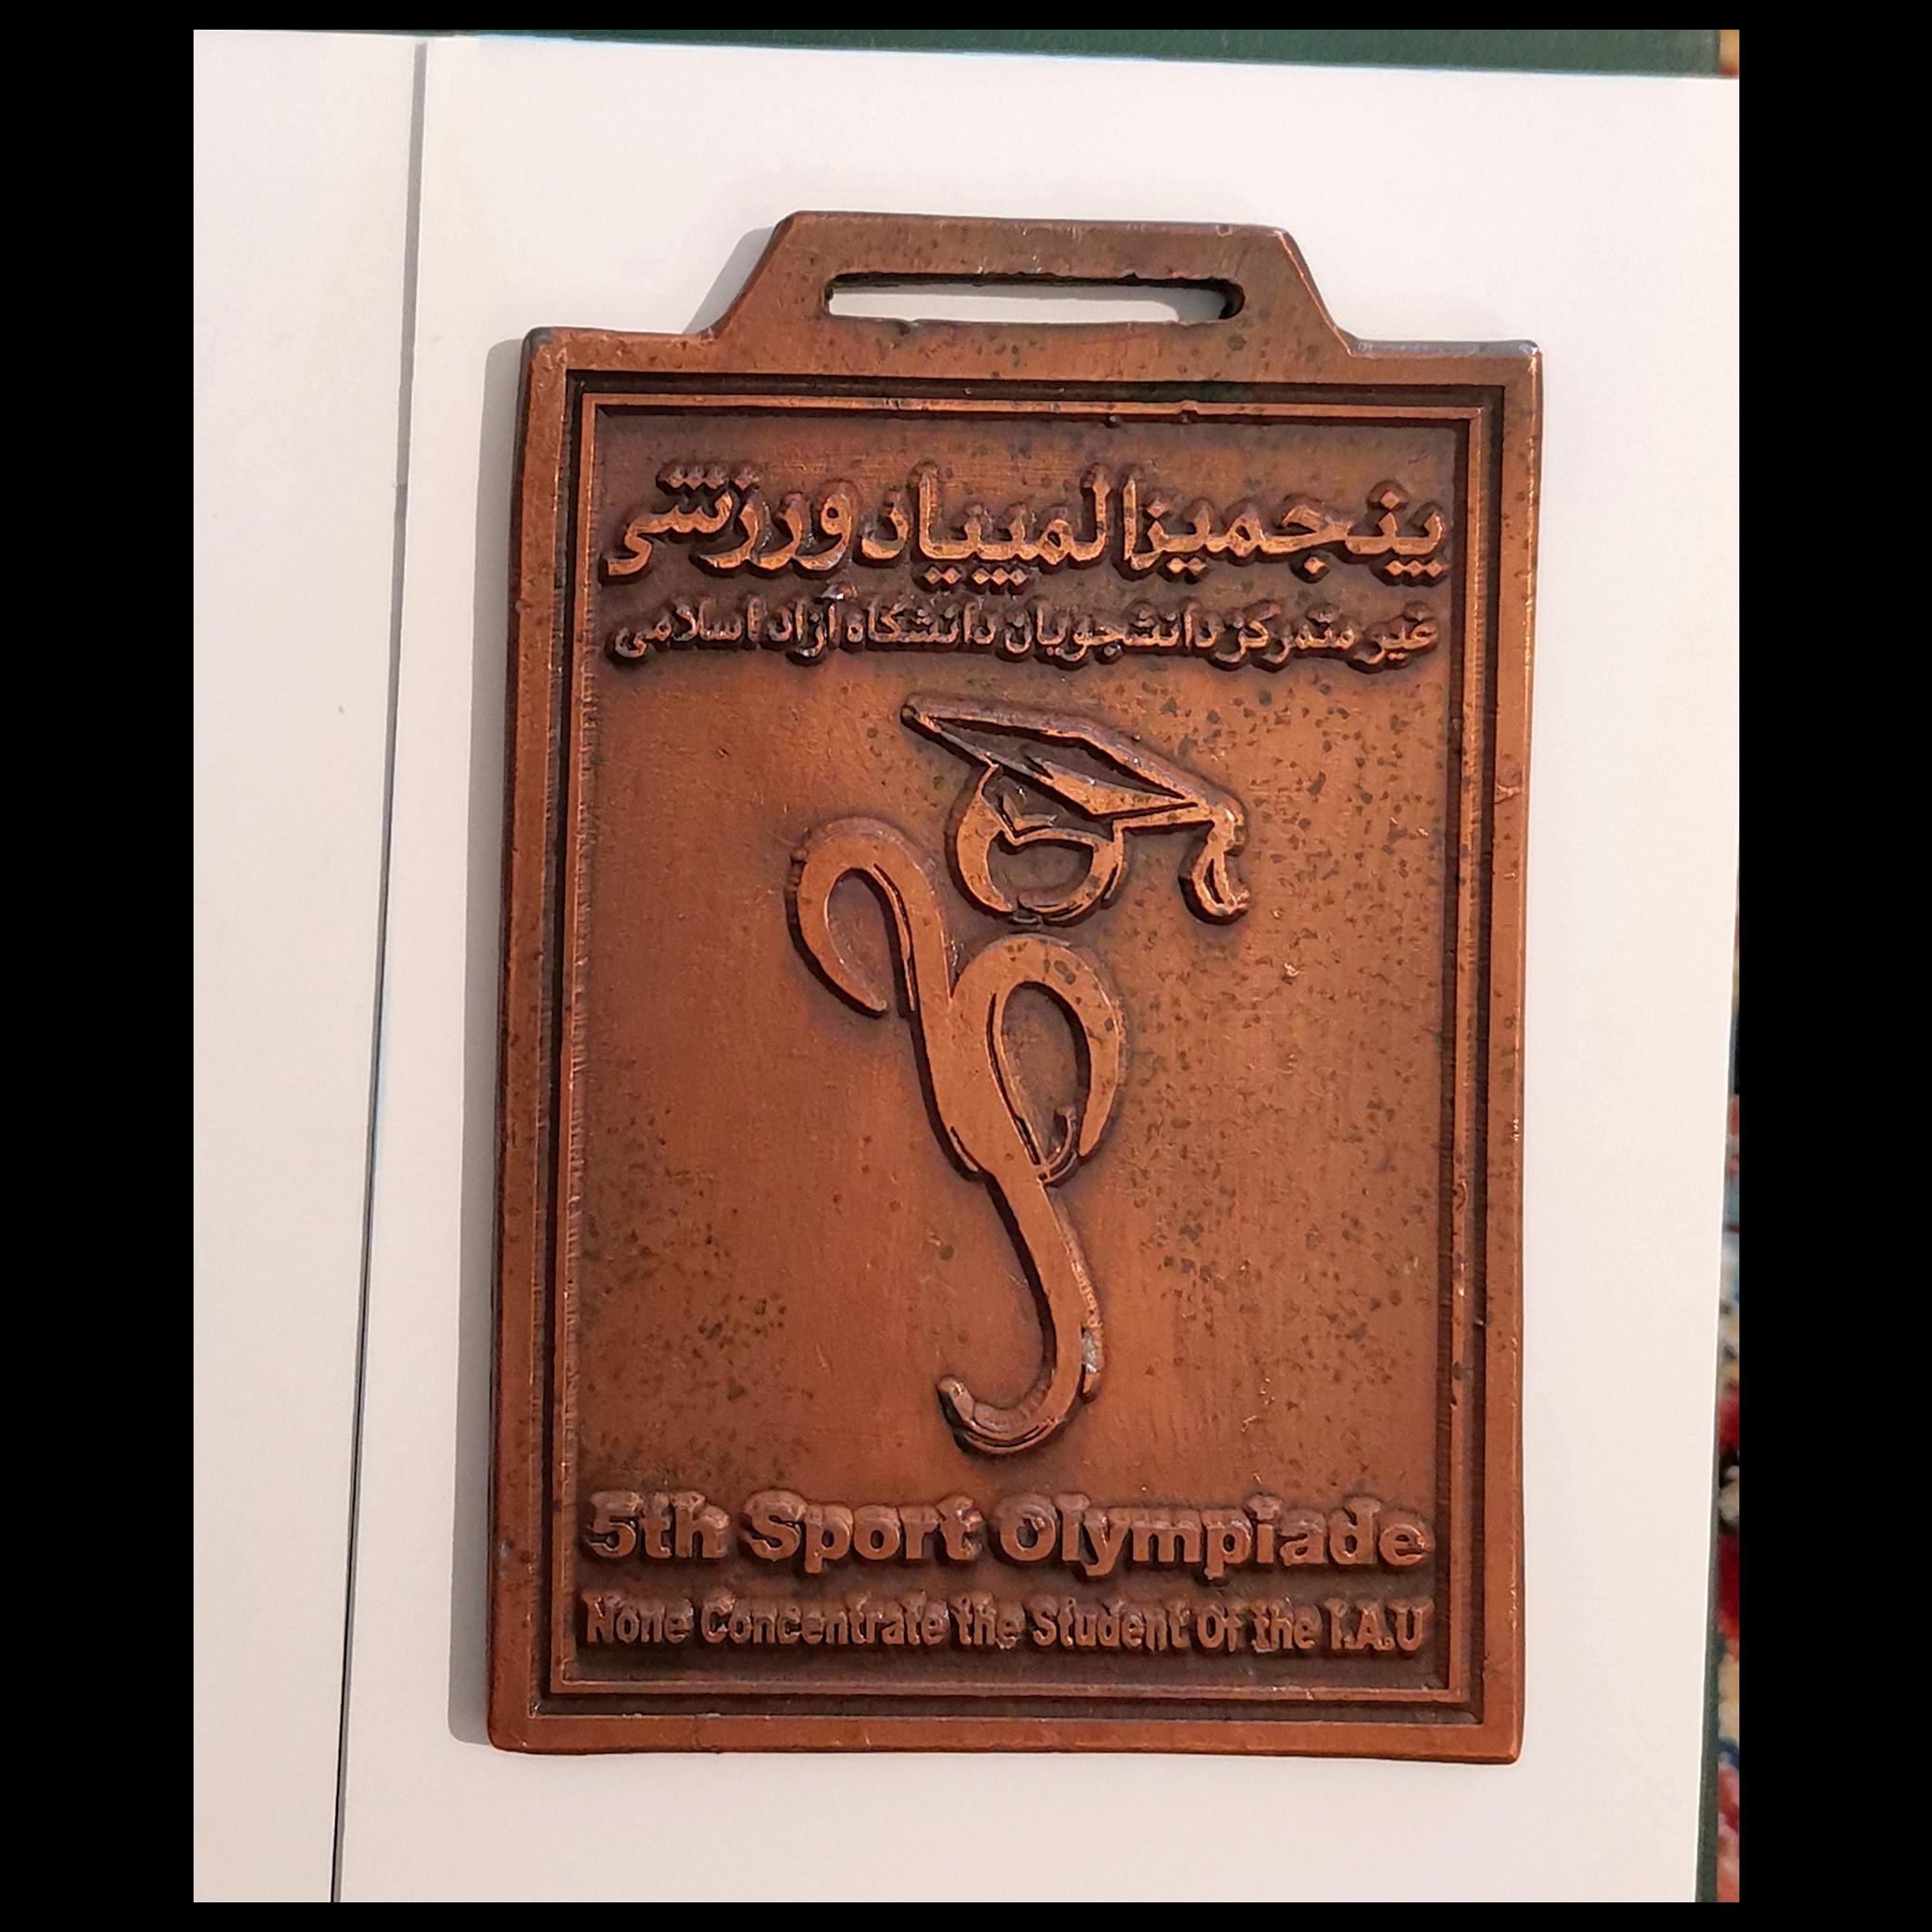 پنجمین المپیاد ورزشی
غیر متمرکز دانشجویان دانشگاه آزاد اسلامی
5th Sport Olympiade
None Concentrate the Student Of the I.A.U